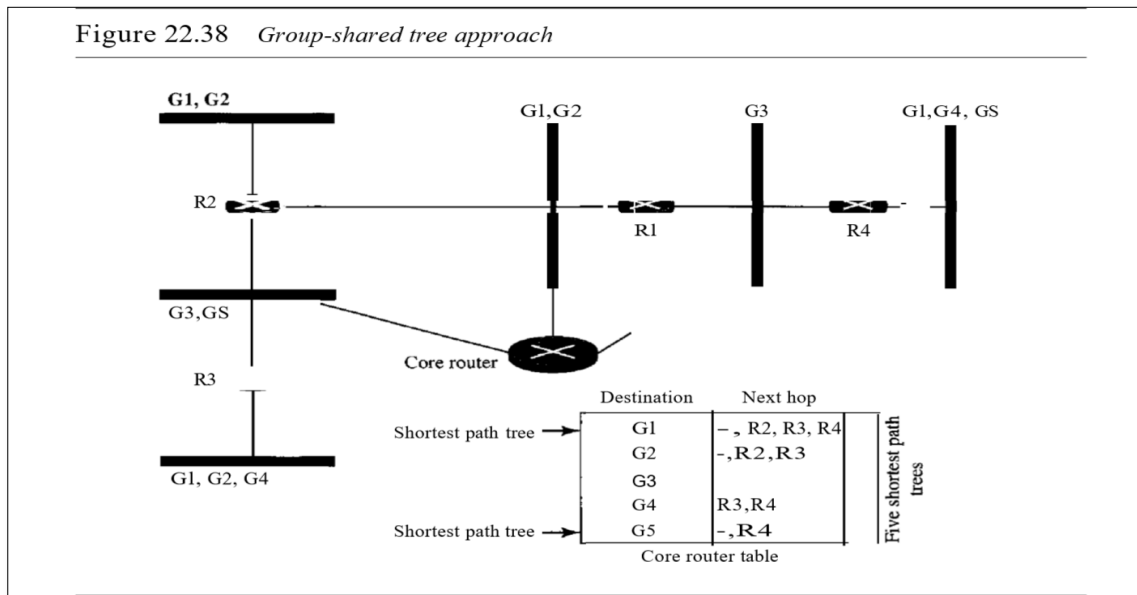 Figure 22.38 Group-shared tree approach
G1, G2
G1,G2
G3
G1,G4, GS
R2
R1
R4
G3,GS
Core router
R3
G1, G2, G4
Destination Next hop
Shortest path tree G1 –, R2, R3, R4
G2 -,R2,R3
G3
G4 R3,R4
Shortest path tree G5 -,R4
Core router table
Five shortest path
trees